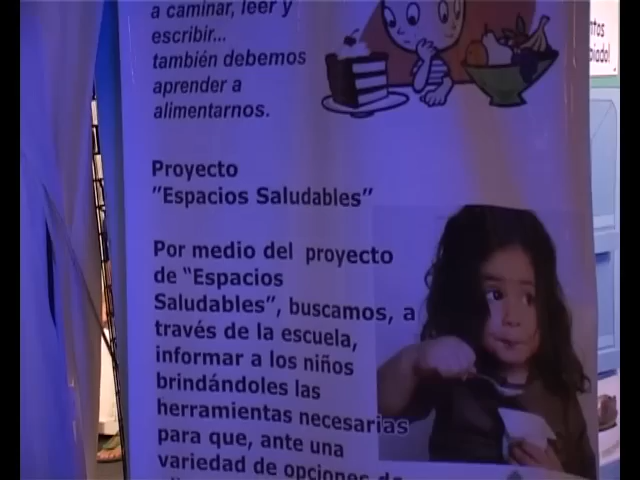 a caminar, leer y
escribir...
también debemos
aprender a
alimentarnos.
Proyecto
"Espacios Saludables"
Por medio del proyecto
de "Espacios
Saludables", buscamos, a
través de la escuela,
informar a los niños
brindándoles las
herramientas necesarias
para que, ante una
variedad de opciones de